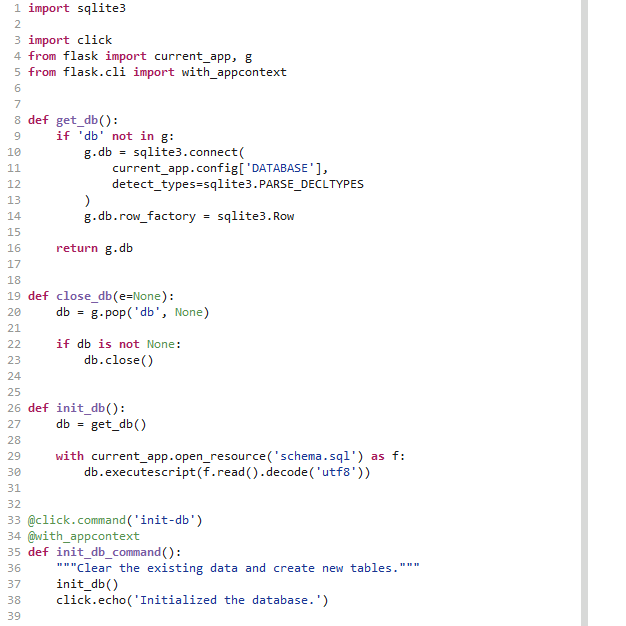 1 import sqlite3
2
3 import click
4 from flask import current_app, g
5 from flask.cli import with_appcontext
6
7
8 def get_db():
9     if 'db' not in g:
10         g.db = sqlite3.connect(
11             current_app.config['DATABASE'],
12             detect_types=sqlite3.PARSE_DECLTYPES
13         )
14         g.db.row_factory = sqlite3.Row
15
16     return g.db
17
18
19 def close_db(e=None):
20     db = g.pop('db', None)
21
22     if db is not None:
23         db.close()
24
25
26 def init_db():
27     db = get_db()
28
29     with current_app.open_resource('schema.sql') as f:
30         db.executescript(f.read().decode('utf8'))
31
32
33 @click.command('init-db')
34 @with_appcontext
35 def init_db_command():
36     """Clear the existing data and create new tables."""
37     init_db()
38     click.echo('Initialized the database.')
39